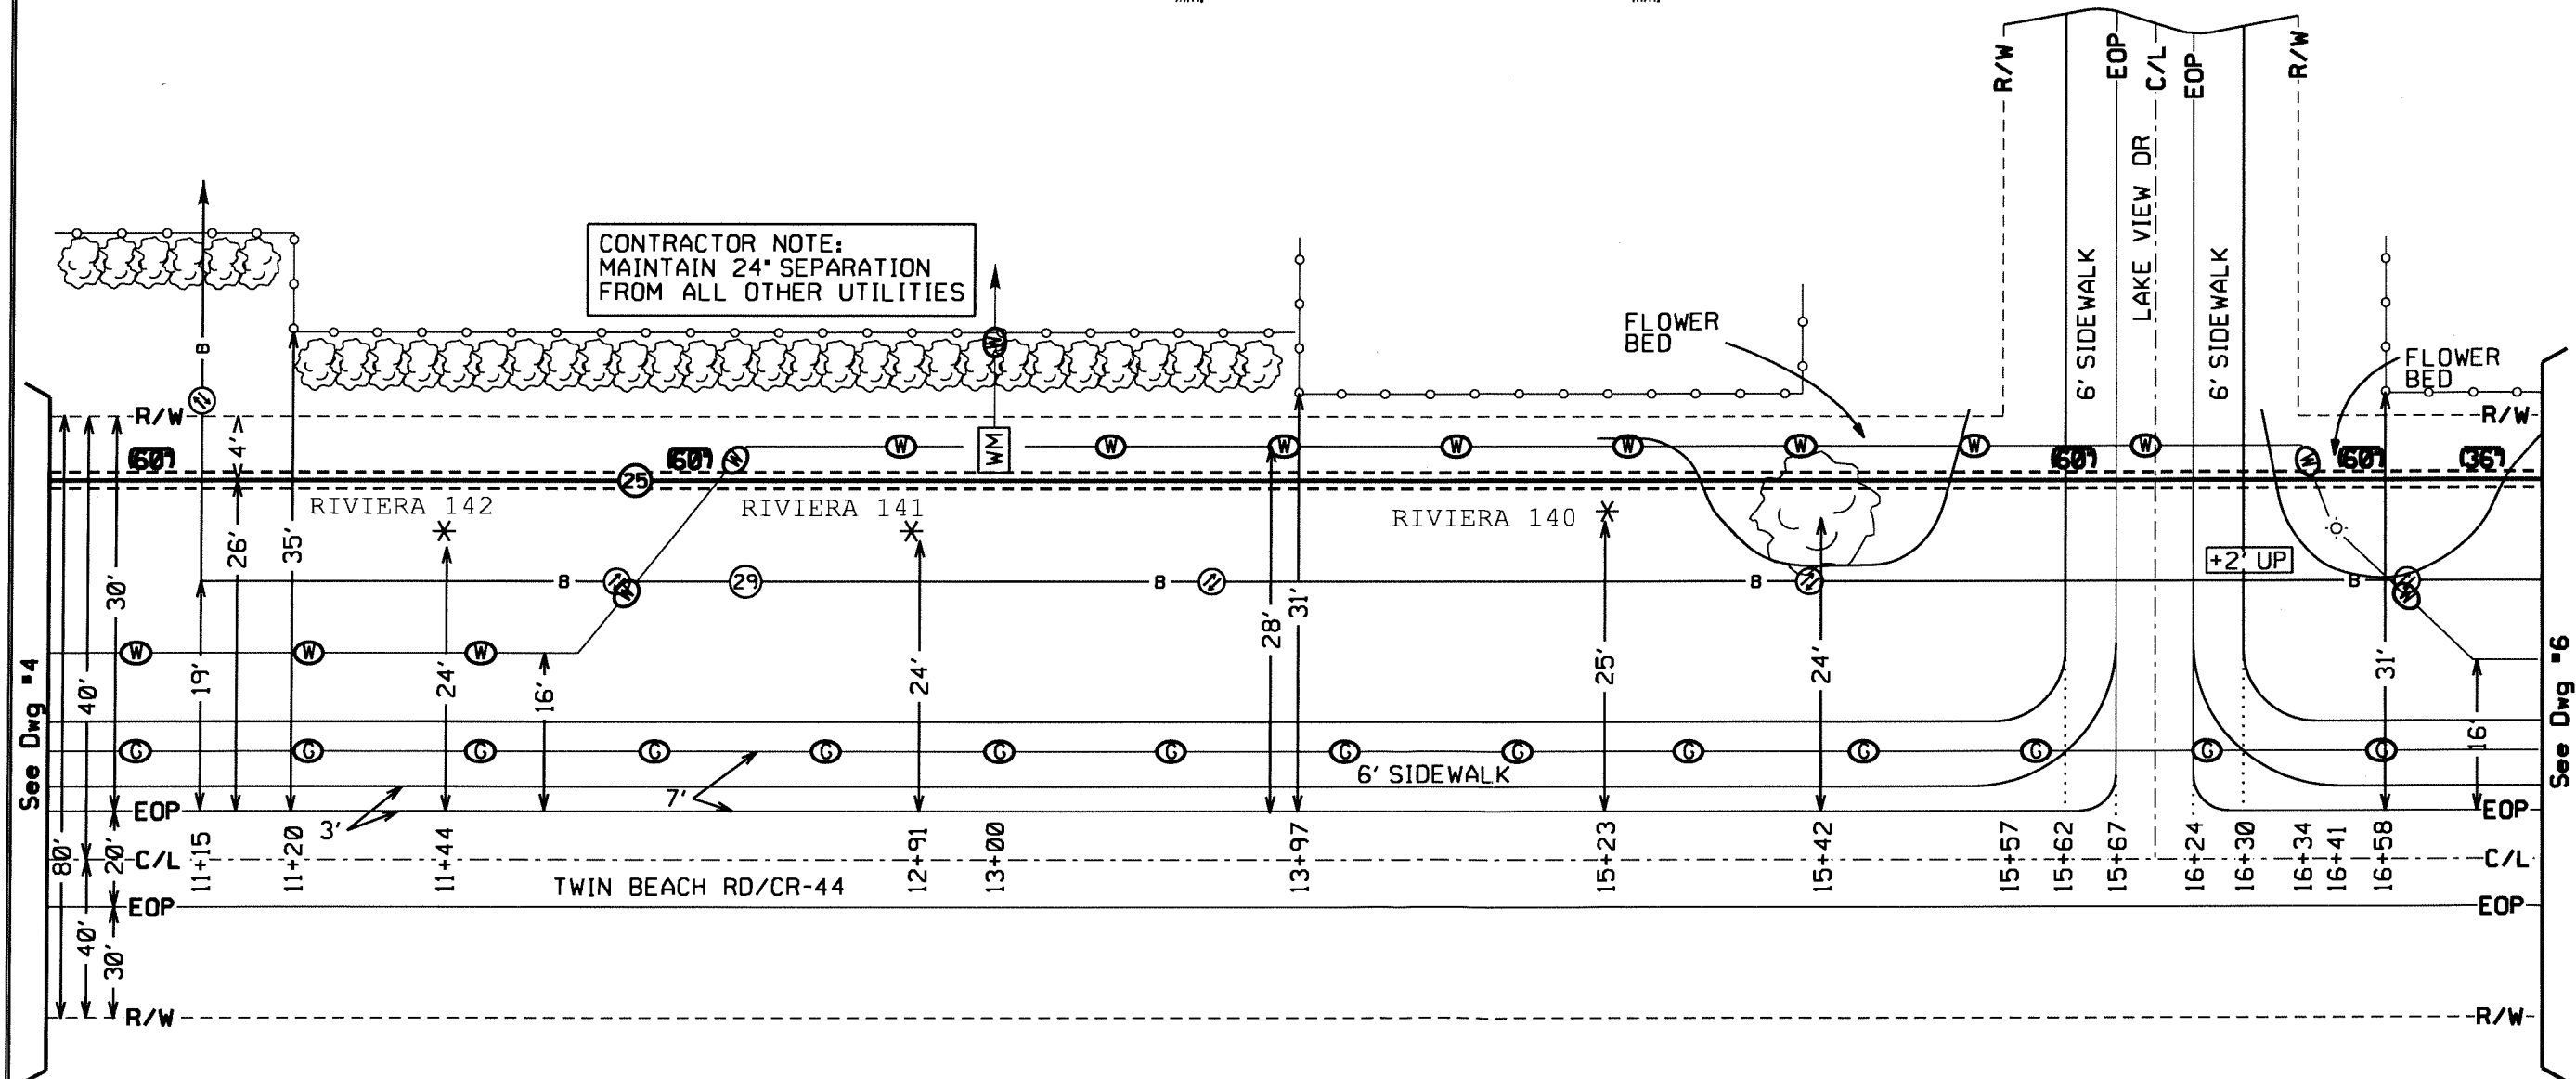 R/W
EOP
C/L
EOP
R/W
6' SIDEWALK
LAKE VIEW DR
6' SIDEWALK
CONTRACTOR NOTE:
MAINTAIN 24" SEPARATION
FROM ALL OTHER UTILITIES
B
FLOWER
BED
FLOWER
BED
R/W
R/W
4'
W
WM
W
W
W
W
W
W
W
W
W
(60")
(60")
(60")
(60")
(36")
25
RIVIERA 142
RIVIERA 141
RIVIERA 140
26'
35'
30'
B
29
B
B
B
+2' UP
W
W
W
W
W
19'
24'
16'
24'
28'
31'
25'
24'
31'
16'
40'
80'
See Dwg #4
See Dwg #6
G
G
G
G
G
G
G
G
G
G
G
G
G
G
6' SIDEWALK
7'
3'
EOP
EOP
20'
11+15
11+20
11+44
12+91
13+00
13+97
15+23
15+42
15+57
15+62
15+67
16+24
16+30
16+34
16+41
16+58
C/L
C/L
TWIN BEACH RD/CR-44
EOP
EOP
40'
30'
R/W
R/W